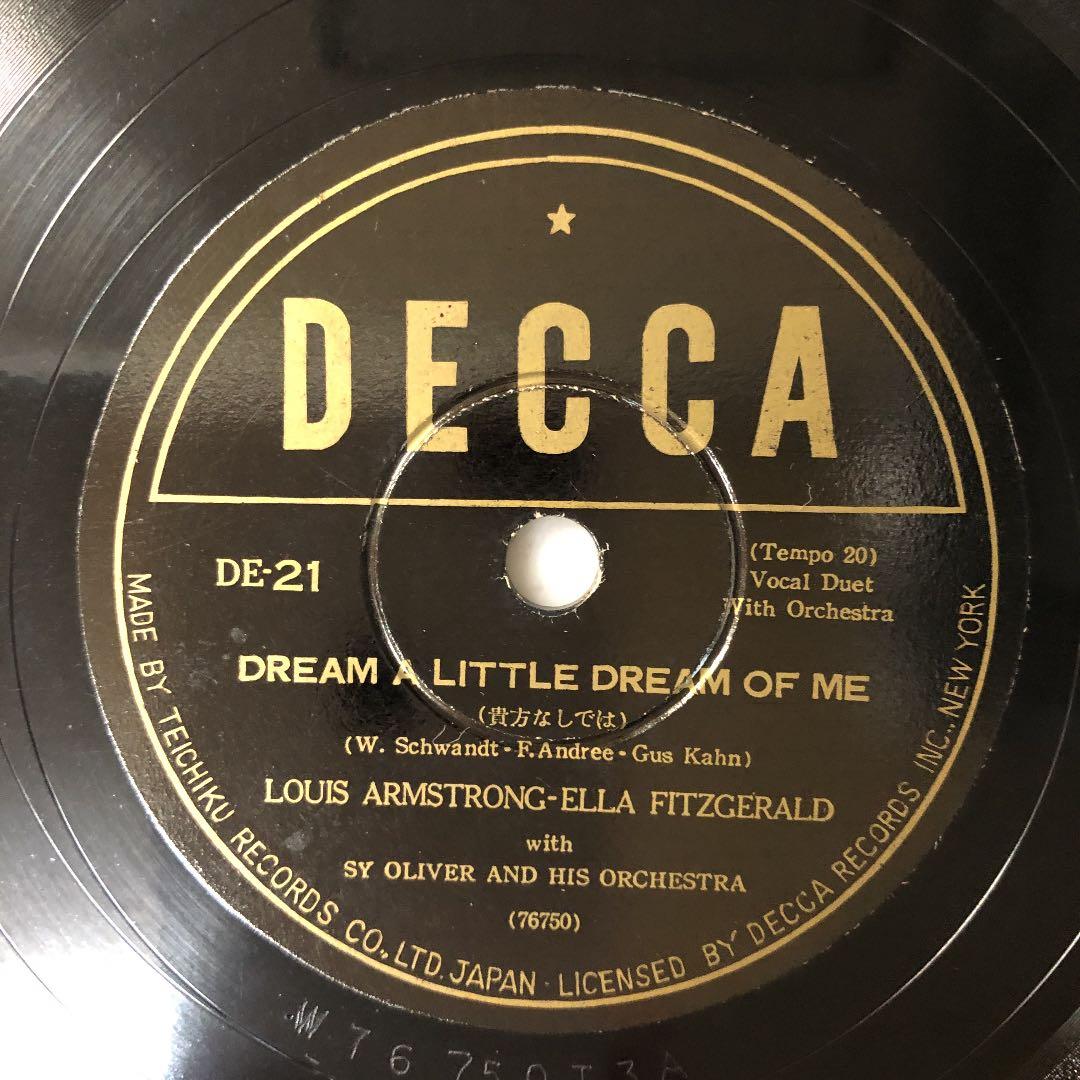 DECCA
DE-21
(Tempo 20)
Vocal Duet
With Orchestra
DREAM A LITTLE DREAM OF ME
(貴方なしでは)
(W. Schwandt - F. Andree - Gus Kahn)
LOUIS ARMSTRONG-ELLA FITZGERALD
with
SY OLIVER AND HIS ORCHESTRA
(76750)
MADE BY TEICHIKU RECORDS CO., LTD. JAPAN · LICENSED BY DECCA RECORDS INC., NEW YORK
W 76750T3A